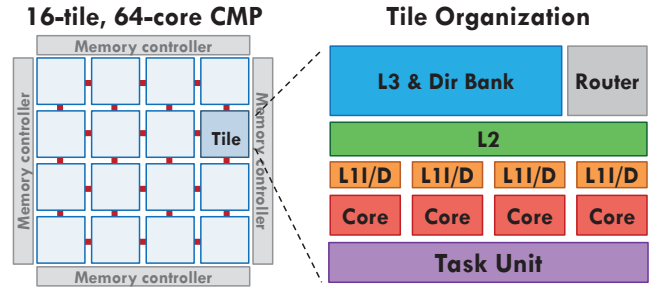 16-tile, 64-core CMP
Memory controller
Memory controller
Tile
Memory controller
Memory controller
Tile Organization
L3 & Dir Bank
Router
L2
L1I/D
L1I/D
L1I/D
L1I/D
Core
Core
Core
Core
Task Unit